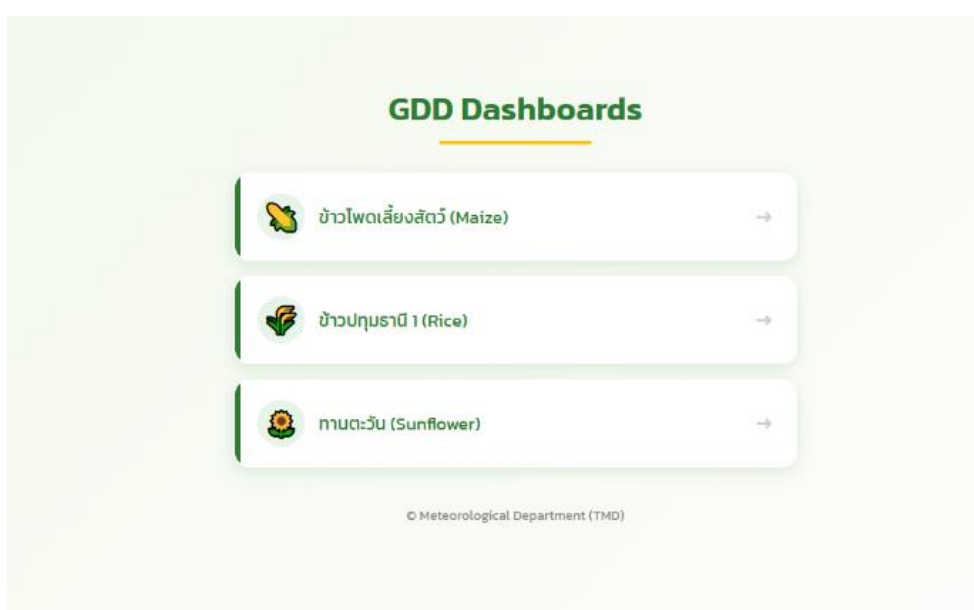 GDD Dashboards
ข้าวโพดเลี้ยงสัตว์ (Maize)
ข้าวปทุมธานี 1 (Rice)
ทานตะวัน (Sunflower)
© Meteorological Department (TMD)